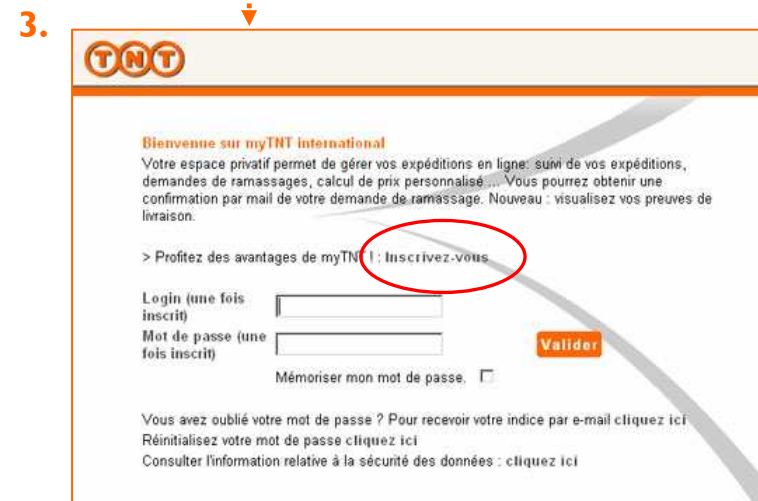 3.
TNT
Bienvenue sur myTNT international
Votre espace privatif permet de gérer vos expéditions en ligne: suivi de vos expéditions,
demandes de ramassages, calcul de prix personnalisé ... Vous pourrez obtenir une
confirmation par mail de votre demande de ramassage. Nouveau : visualisez vos preuves de
livraison.
> Profitez des avantages de myTNT ! : Inscrivez-vous
Login (une fois
inscrit)
Mot de passe (une
fois inscrit)
Valider
Mémoriser mon mot de passe.
Vous avez oublié votre mot de passe ? Pour recevoir votre indice par e-mail cliquez ici
Réinitialisez votre mot de passe cliquez ici
Consulter l'information relative à la sécurité des données : cliquez ici